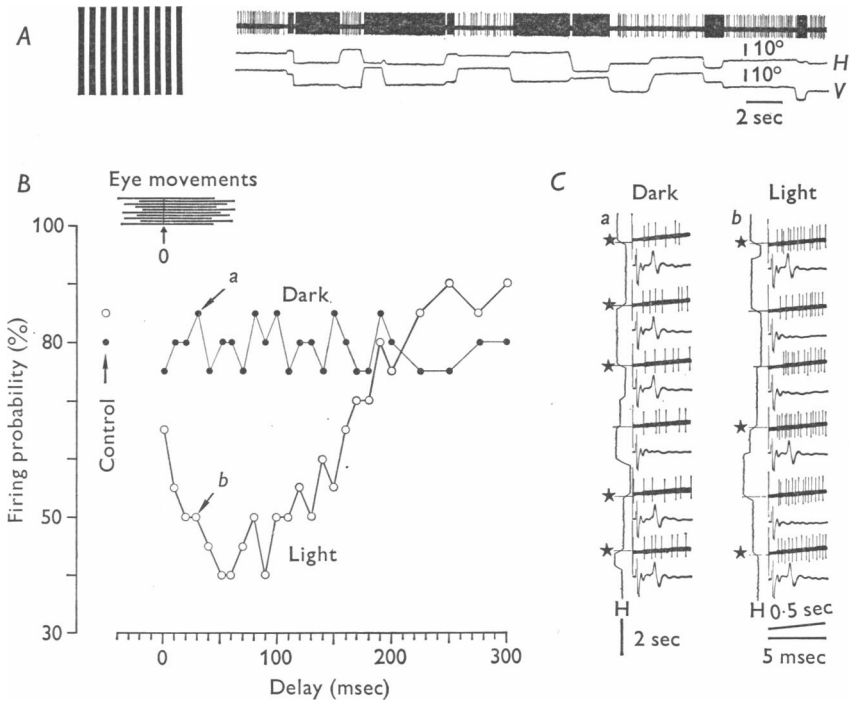 A
10°
H
10°
V
2 sec
B
Eye movements
0
C
Dark
Light
a
b
100
80
50
30
Firing probability (%)
Control
a
Dark
b
Light
0
100
200
300
Delay (msec)
H
2 sec
H
0·5 sec
5 msec